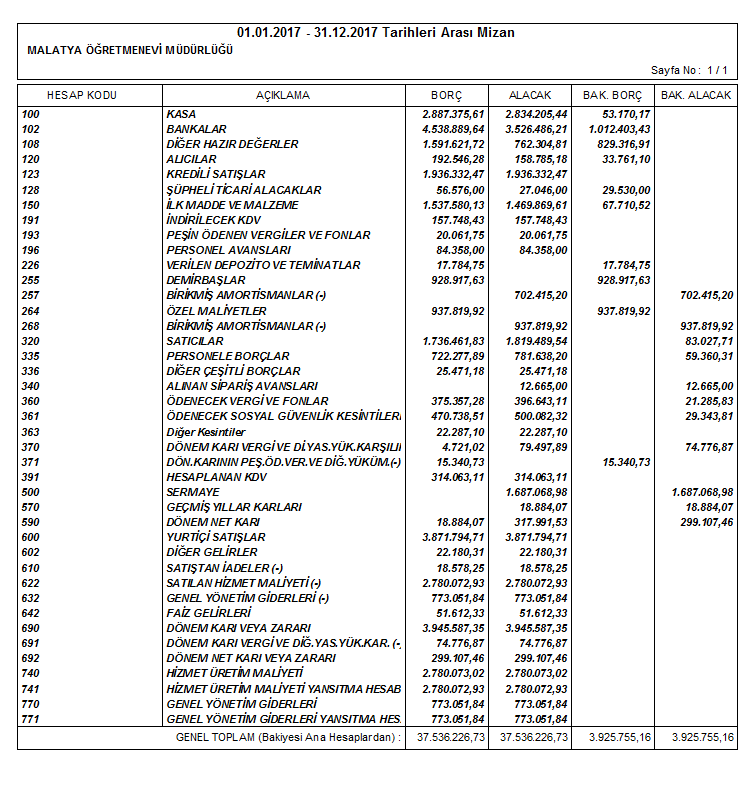 01.01.2017 - 31.12.2017 Tarihleri Arası Mizan
MALATYA ÖĞRETMENEVİ MÜDÜRLÜĞÜ
Sayfa No : 1 / 1
HESAP KODU AÇIKLAMA BORÇ ALACAK BAK. BORÇ BAK. ALACAK
100 KASA 2.887.375,61 2.834.205,44 53.170,17
102 BANKALAR 4.538.889,64 3.526.486,21 1.012.403,43
108 DİĞER HAZIR DEĞERLER 1.591.621,72 762.304,81 829.316,91
120 ALICILAR 192.546,28 158.785,18 33.761,10
123 KREDİLİ SATIŞLAR 1.936.332,47 1.936.332,47
128 ŞÜPHELİ TİCARİ ALACAKLAR 56.576,00 27.046,00 29.530,00
150 İLK MADDE VE MALZEME 1.537.580,13 1.469.869,61 67.710,52
191 İNDİRİLECEK KDV 157.748,43 157.748,43
193 PEŞİN ÖDENEN VERGİLER VE FONLAR 20.061,75 20.061,75
196 PERSONEL AVANSLARI 84.358,00 84.358,00
226 VERİLEN DEPOZİTO VE TEMİNATLAR 17.784,75 17.784,75
255 DEMİRBAŞLAR 928.917,63 928.917,63
257 BİRİKMİŞ AMORTİSMANLAR (-) 702.415,20 702.415,20
264 ÖZEL MALİYETLER 937.819,92 937.819,92
268 BİRİKMİŞ AMORTİSMANLAR (-) 937.819,92 937.819,92
320 SATICILAR 1.736.461,83 1.819.489,54 83.027,71
335 PERSONELE BORÇLAR 722.277,89 781.638,20 59.360,31
336 DİĞER ÇEŞİTLİ BORÇLAR 25.471,18 25.471,18
340 ALINAN SİPARİŞ AVANSLARI 12.665,00 12.665,00
360 ÖDENECEK VERGİ VE FONLAR 375.357,28 396.643,11 21.285,83
361 ÖDENECEK SOSYAL GÜVENLİK KESİNTİLERİ 470.738,51 500.082,32 29.343,81
363 Diğer Kesintiler 22.287,10 22.287,10
370 DÖNEM KARI VERGİ VE Dİ.YAS.YÜK.KARŞILI 4.721,02 79.497,89 74.776,87
371 DÖN.KARININ PEŞ.ÖD.VER.VE DİĞ.YÜKÜM.(-) 15.340,73 15.340,73
391 HESAPLANAN KDV 314.063,11 314.063,11
500 SERMAYE 1.687.068,98 1.687.068,98
570 GEÇMİŞ YILLAR KARLARI 18.884,07 18.884,07
590 DÖNEM NET KARI 18.884,07 317.991,53 299.107,46
600 YURTİÇİ SATIŞLAR 3.871.794,71 3.871.794,71
602 DİĞER GELİRLER 22.180,31 22.180,31
610 SATIŞTAN İADELER (-) 18.578,25 18.578,25
622 SATILAN HİZMET MALİYETİ (-) 2.780.072,93 2.780.072,93
632 GENEL YÖNETİM GİDERLERİ (-) 773.051,84 773.051,84
642 FAİZ GELİRLERİ 51.612,33 51.612,33
690 DÖNEM KARI VEYA ZARARI 3.945.587,35 3.945.587,35
691 DÖNEM KARI VERGİ VE DİĞ.YAS.YÜK.KAR. (- 74.776,87 74.776,87
692 DÖNEM NET KARI VEYA ZARARI 299.107,46 299.107,46
740 HİZMET ÜRETİM MALİYETİ 2.780.073,02 2.780.073,02
741 HİZMET ÜRETİM MALİYETİ YANSITMA HESAB 2.780.072,93 2.780.072,93
770 GENEL YÖNETİM GİDERLERİ 773.051,84 773.051,84
771 GENEL YÖNETİM GİDERLERİ YANSITMA HES. 773.051,84 773.051,84
GENEL TOPLAM (Bakiyesi Ana Hesaplardan) : 37.536.226,73 37.536.226,73 3.925.755,16 3.925.755,16